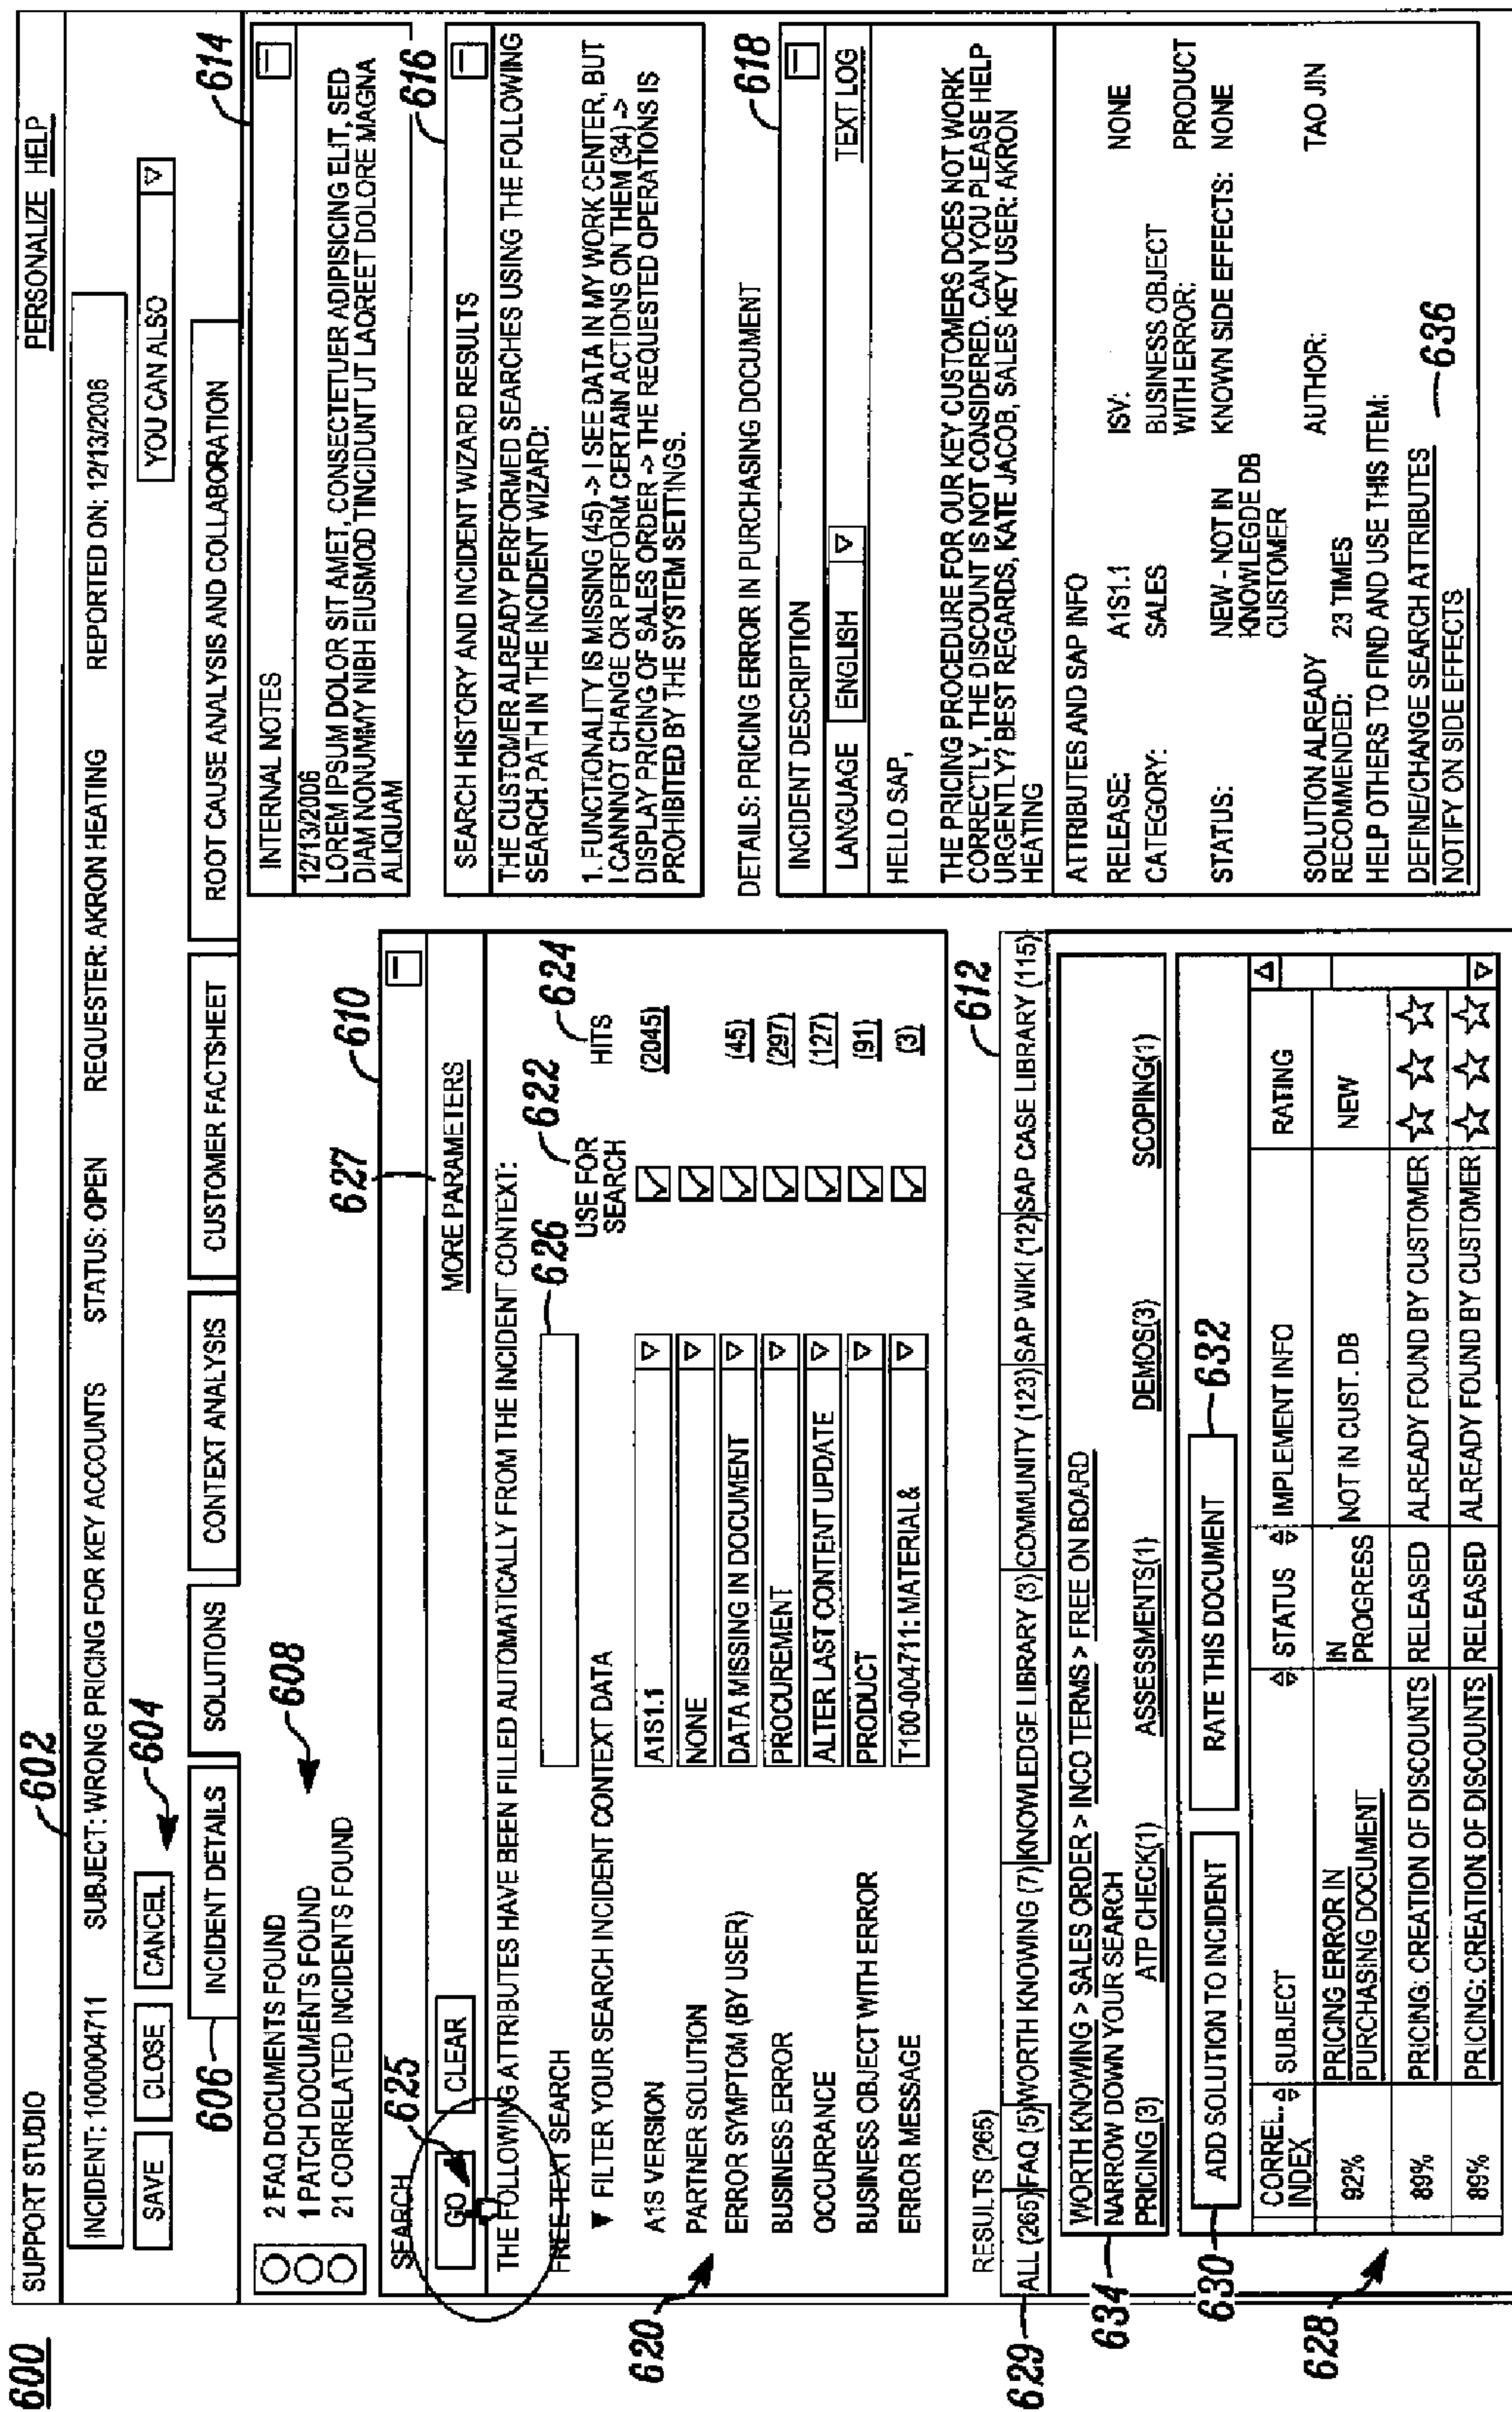 600
SUPPORT STUDIO
PERSONALIZE HELP
602
INCIDENT: 1000004711 SUBJECT: WRONG PRICING FOR KEY ACCOUNTS STATUS: OPEN REQUESTER: AKRON HEATING REPORTED ON: 12/13/2006
SAVE CLOSE CANCEL
604
YOU CAN ALSO
606
INCIDENT DETAILS SOLUTIONS CONTEXT ANALYSIS CUSTOMER FACTSHEET ROOT CAUSE ANALYSIS AND COLLABORATION
2 FAQ DOCUMENTS FOUND
1 PATCH DOCUMENTS FOUND
21 CORRELATED INCIDENTS FOUND
608
627
610
SEARCH
625
GO CLEAR
MORE PARAMETERS
THE FOLLOWING ATTRIBUTES HAVE BEEN FILLED AUTOMATICALLY FROM THE INCIDENT CONTEXT:
FREE TEXT SEARCH
626
622
624
▼ FILTER YOUR SEARCH INCIDENT CONTEXT DATA
USE FOR
SEARCH
HITS
A1S VERSION A1S1.1 (2045)
PARTNER SOLUTION NONE
ERROR SYMPTOM (BY USER) DATA MISSING IN DOCUMENT (45)
BUSINESS ERROR PROCUREMENT (297)
OCCURRANCE ALTER LAST CONTENT UPDATE (127)
BUSINESS OBJECT WITH ERROR PRODUCT (91)
ERROR MESSAGE T100-004711: MATERIAL& (3)
620
612
RESULTS (265)
629
ALL (265) FAQ (5) WORTH KNOWING (7) KNOWLEDGE LIBRARY (3) COMMUNITY (123) SAP WIKI (12) SAP CASE LIBRARY (115)
634
WORTH KNOWING > SALES ORDER > INCO TERMS > FREE ON BOARD
NARROW DOWN YOUR SEARCH
PRICING (3) ATP CHECK(1) ASSESSMENTS(1) DEMOS(3) SCOPING(1)
630
ADD SOLUTION TO INCIDENT RATE THIS DOCUMENT
632
CORREL. INDEX SUBJECT STATUS IMPLEMENT INFO RATING
92% PRICING ERROR IN PURCHASING DOCUMENT IN PROGRESS NOT IN CUST. DB NEW
89% PRICING: CREATION OF DISCOUNTS RELEASED ALREADY FOUND BY CUSTOMER ☆ ☆ ☆
89% PRICING: CREATION OF DISCOUNTS RELEASED ALREADY FOUND BY CUSTOMER ☆ ☆ ☆
628
614
INTERNAL NOTES
12/13/2006
LOREM IPSUM DOLOR SIT AMET, CONSECTETUER ADIPISICING ELIT, SED
DIAM NONUMMY NIBH EIUSMOD TINCIDUNT UT LAOREET DOLORE MAGNA
ALIQUAM
616
SEARCH HISTORY AND INCIDENT WIZARD RESULTS
THE CUSTOMER ALREADY PERFORMED SEARCHES USING THE FOLLOWING
SEARCH PATH IN THE INCIDENT WIZARD:
1. FUNCTIONALITY IS MISSING (45) -> I SEE DATA IN MY WORK CENTER, BUT
I CANNNOT CHANGE OR PERFORM CERTAIN ACTIONS ON THEM (34) ->
DISPLAY PRICING OF SALES ORDER -> THE REQUESTED OPERATIONS IS
PROHIBITED BY THE SYSTEM SETTINGS.
DETAILS: PRICING ERROR IN PURCHASING DOCUMENT
618
INCIDENT DESCRIPTION
LANGUAGE ENGLISH TEXT LOG
HELLO SAP,
THE PRICING PROCEDURE FOR OUR KEY CUSTOMERS DOES NOT WORK
CORRECTLY, THE DISCOUNT IS NOT CONSIDERED. CAN YOU PLEASE HELP
URGENTLY? BEST REGARDS, KATE JACOB, SALES KEY USER: AKRON
HEATING
ATTRIBUTES AND SAP INFO
RELEASE: A1S1.1 ISV: NONE
CATEGORY: SALES BUSINESS OBJECT
WITH ERROR: PRODUCT
STATUS: NEW - NOT IN KNOWN SIDE EFFECTS: NONE
KNOWLEGDE DB
CUSTOMER
SOLUTION ALREADY
RECOMMENDED: 23 TIMES AUTHOR: TAO JIN
HELP OTHERS TO FIND AND USE THIS ITEM:
DEFINE/CHANGE SEARCH ATTRIBUTES
NOTIFY ON SIDE EFFECTS
636